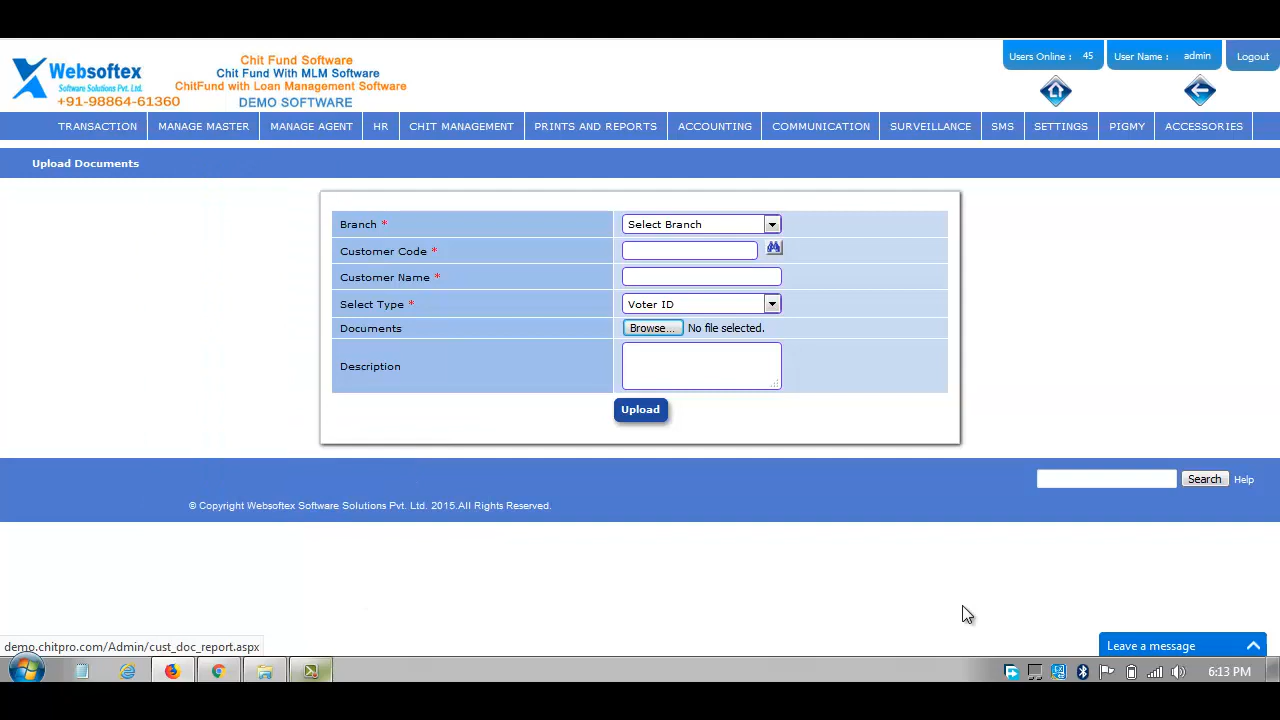 Websoftex
Software Solutions Pvt. Ltd.
+91-98864-61360
Chit Fund Software
Chit Fund With MLM Software
ChitFund with Loan Management Software
DEMO SOFTWARE
Users Online : 45
User Name : admin
Logout
TRANSACTION MANAGE MASTER MANAGE AGENT HR CHIT MANAGEMENT PRINTS AND REPORTS ACCOUNTING COMMUNICATION SURVEILLANCE SMS SETTINGS PIGMY ACCESSORIES
Upload Documents
Branch * Select Branch
Customer Code *
Customer Name *
Select Type * Voter ID
Documents Browse... No file selected.
Description
Upload
Search Help
© Copyright Websoftex Software Solutions Pvt. Ltd. 2015.All Rights Reserved.
demo.chitpro.com/Admin/cust_doc_report.aspx
Leave a message
6:13 PM